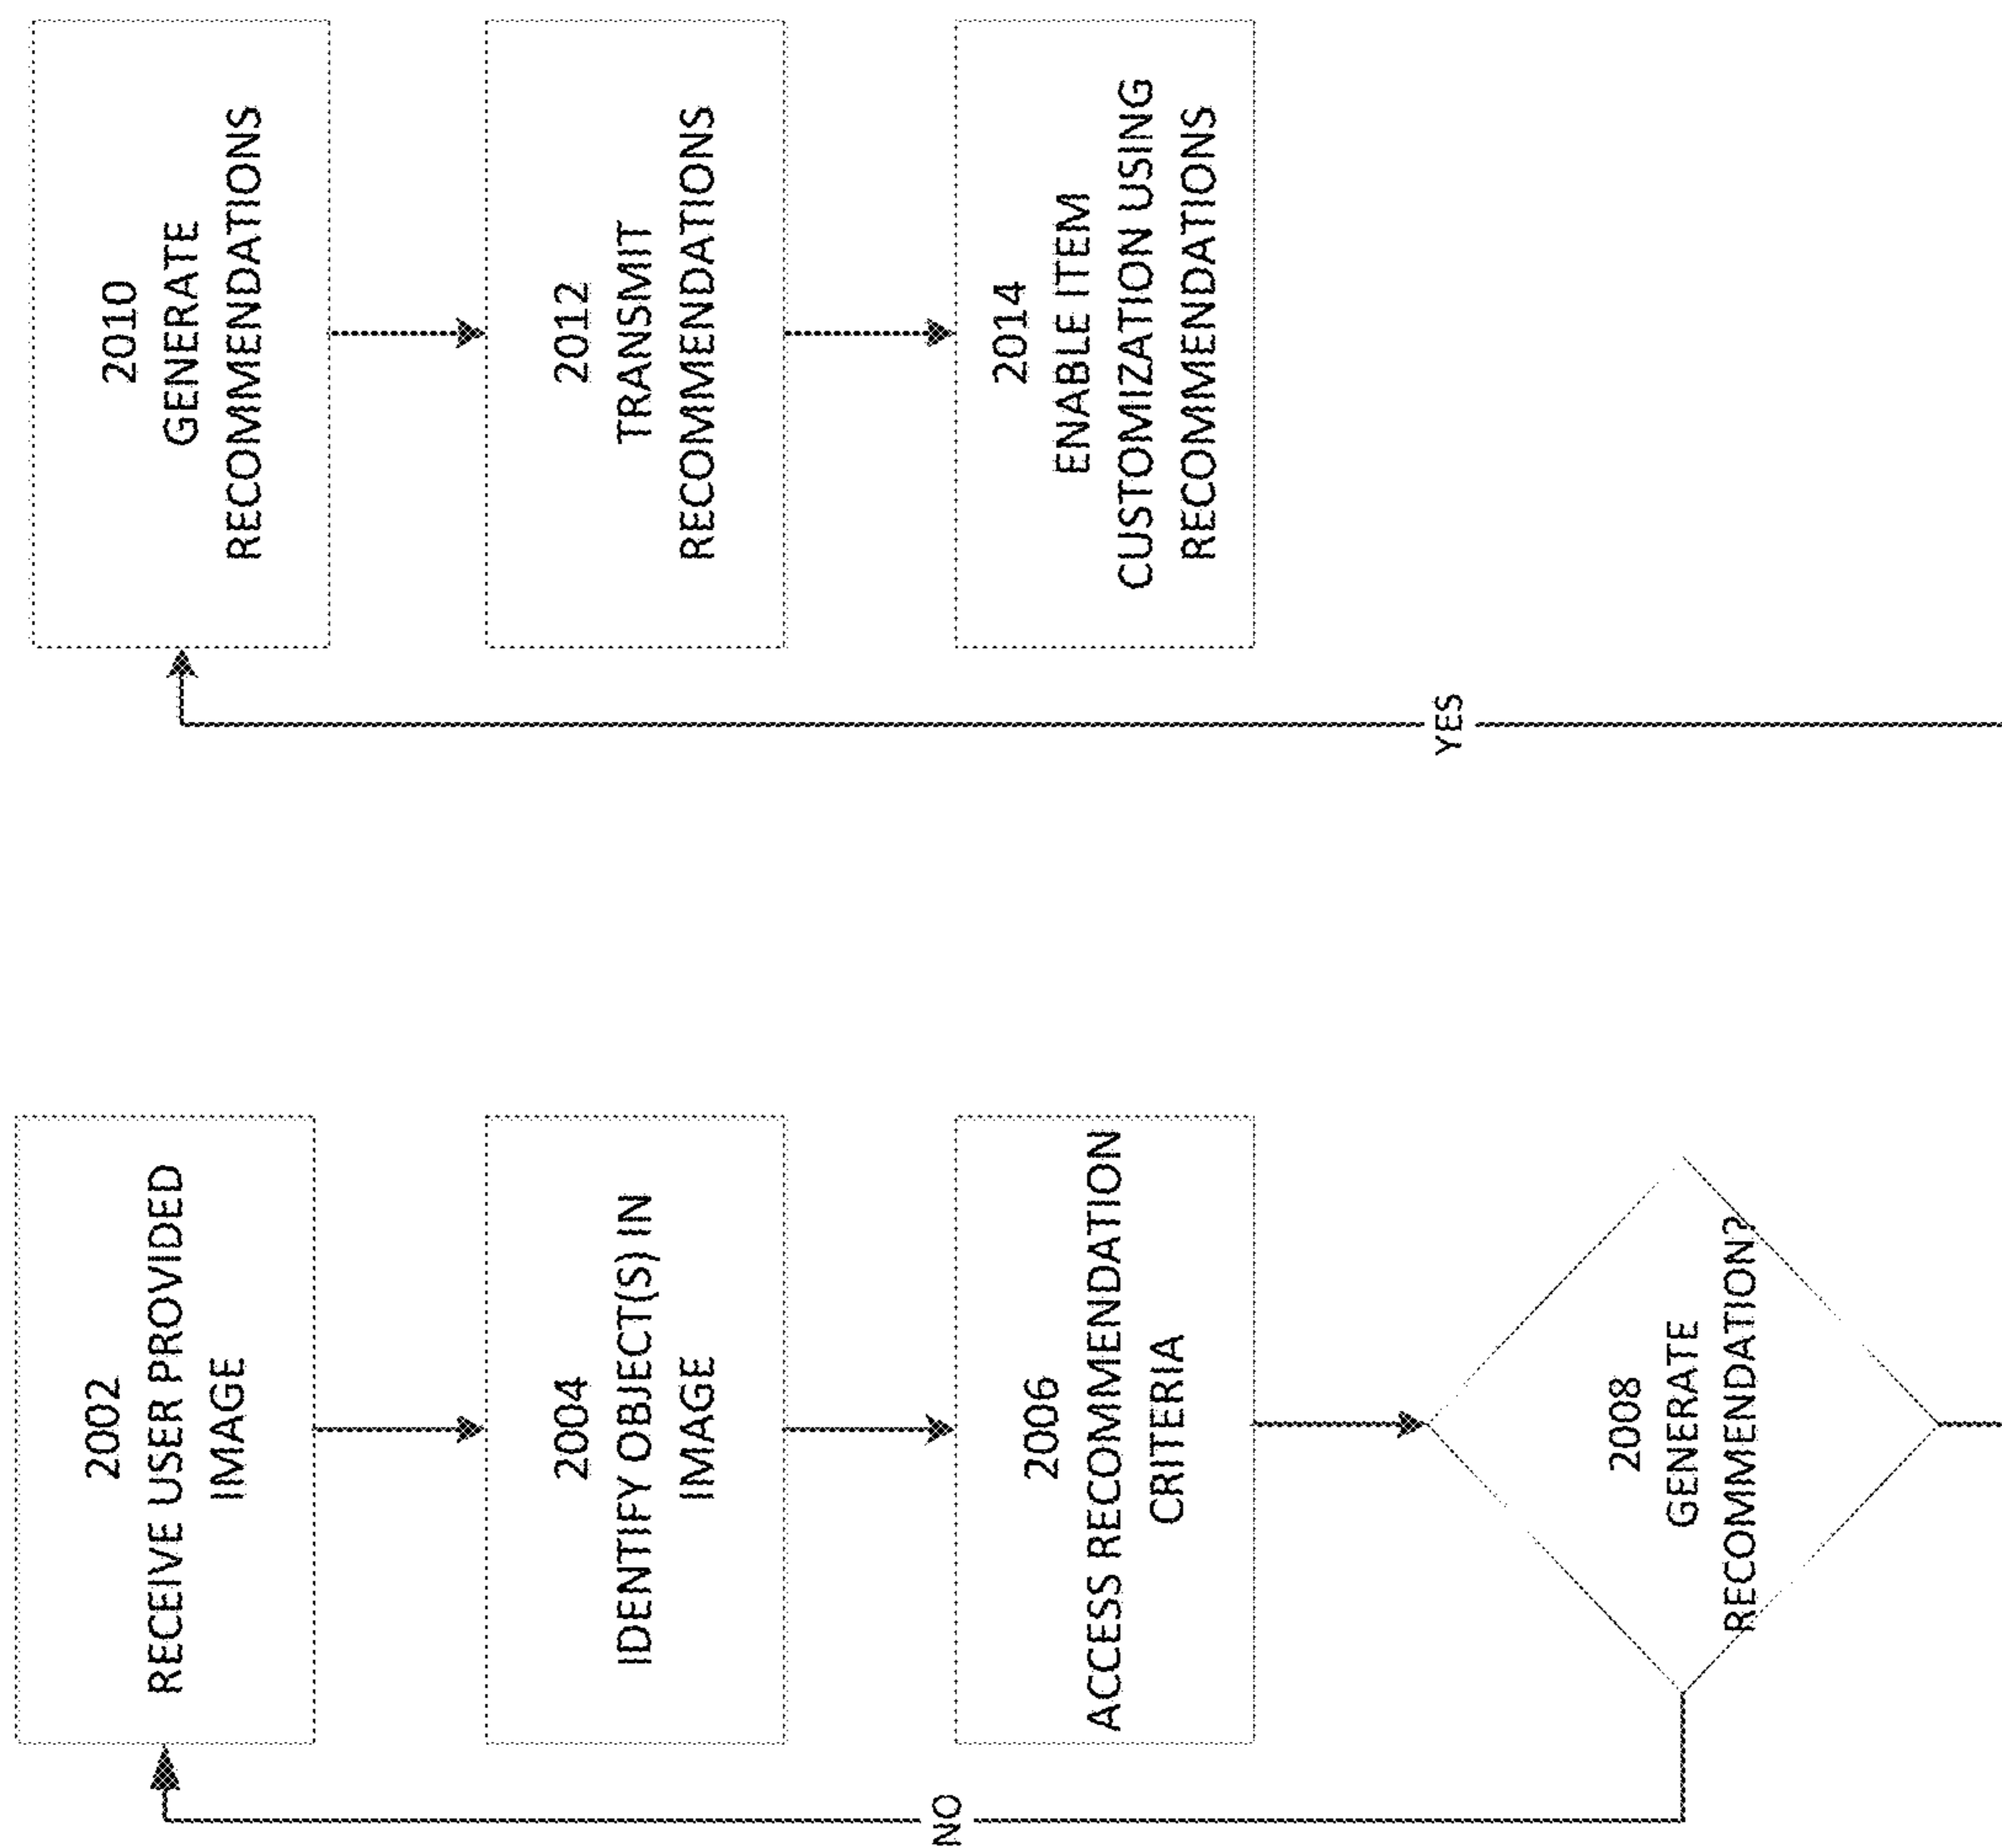 2002
RECEIVE USER PROVIDED
IMAGE
2004
IDENTIFY OBJECT(S) IN
IMAGE
2006
ACCESS RECOMMENDATION
CRITERIA
2008
GENERATE
RECOMMENDATION?
NO
YES
2010
GENERATE
RECOMMENDATIONS
2012
TRANSMIT
RECOMMENDATIONS
2014
ENABLE ITEM
CUSTOMIZATION USING
RECOMMENDATIONS